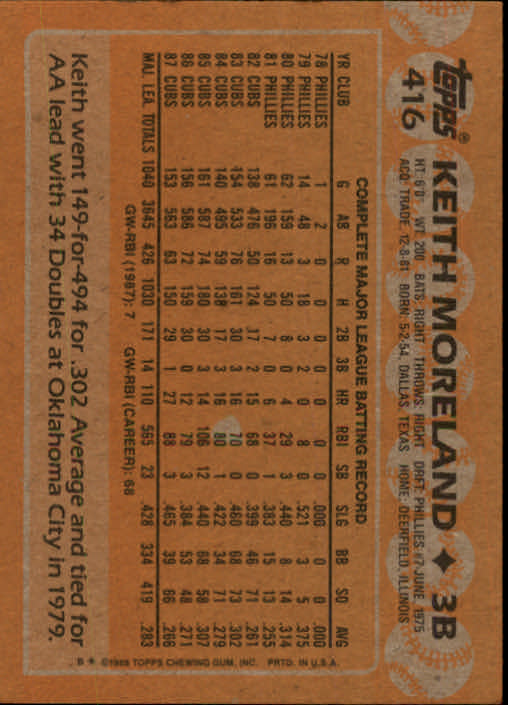 topps®
416
KEITH MORELAND ✦ 3B
HT: 6'0" WT: 200 BATS: RIGHT THROWS: RIGHT DRFT: PHILLIES #7-JUNE, 1975
ACQ: TRADE, 12-8-81 BORN: 5-2-54, DALLAS, TEXAS HOME: DEERFIELD, ILLINOIS
COMPLETE MAJOR LEAGUE BATTING RECORD
YR CLUB G AB R H 2B 3B HR RBI SB SLG BB SO AVG
78 PHILLIES 1 2 0 0 0 0 0 0 0 .000 0 0 .000
79 PHILLIES 14 48 3 18 3 2 0 8 0 .521 3 5 .375
80 PHILLIES 62 159 13 50 8 0 4 29 3 .440 8 14 .314
81 PHILLIES 61 196 16 50 7 0 6 37 1 .383 15 13 .255
82 CUBS 138 476 50 124 17 2 15 68 0 .399 46 71 .261
83 CUBS 154 533 76 161 30 3 16 70 0 .460 68 73 .302
84 CUBS 140 495 59 138 17 3 16 80 1 .422 34 71 .279
85 CUBS 161 587 74 180 30 3 14 106 12 .440 68 58 .307
86 CUBS 156 586 72 159 30 0 12 79 3 .384 53 48 .271
87 CUBS 153 563 63 150 29 1 27 88 3 .465 39 66 .266
MAJ. LEA. TOTALS 1040 3645 426 1030 171 14 110 565 23 .428 334 419 .283
GW-RBI (1987): 7 GW-RBI (CAREER): 68
B✶ ©1988 TOPPS CHEWING GUM, INC. PRTD. IN U.S.A.
Keith went 149-for-494 for .302 Average and tied for
AA lead with 34 Doubles at Oklahoma City in 1979.